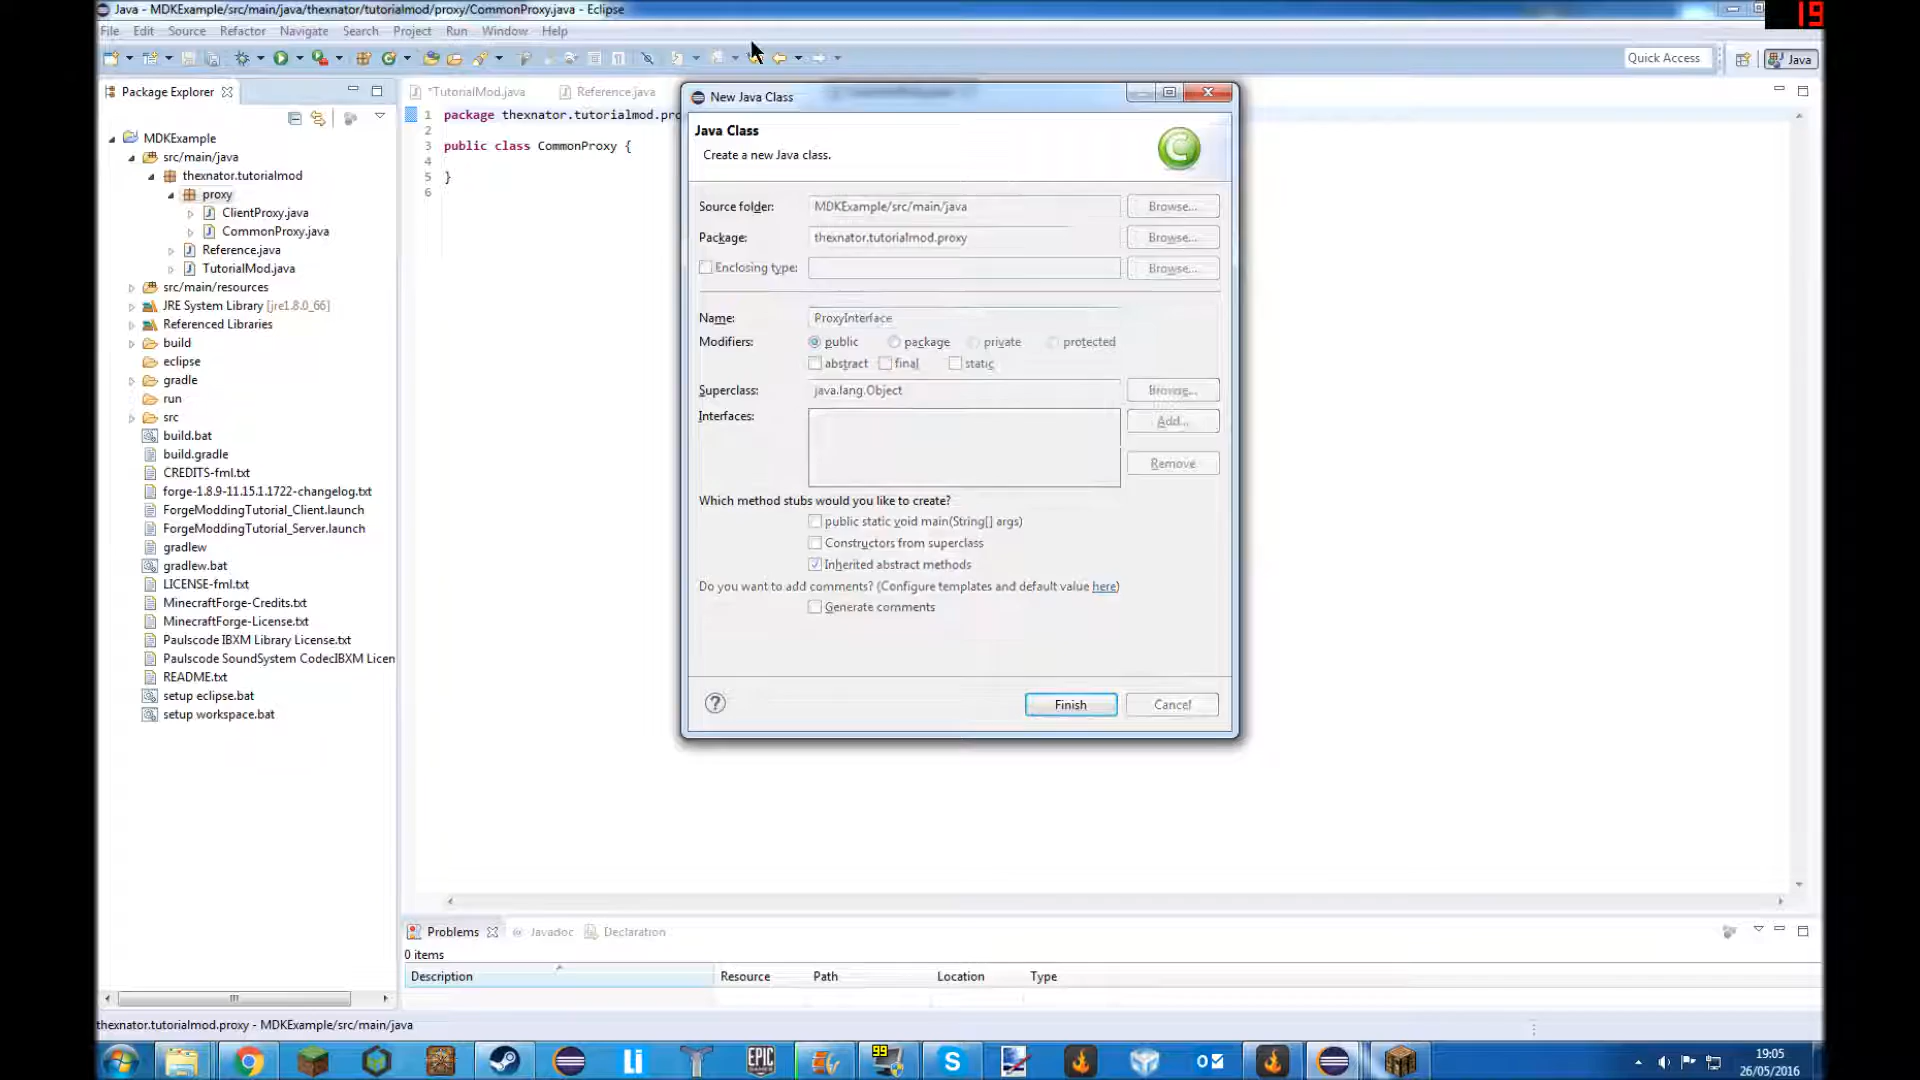 Java - MDKExample/src/main/java/thexnator/tutorialmod/proxy/CommonProxy.java - Eclipse
19
File Edit Source Refactor Navigate Search Project Run Window Help
Quick Access
Java
Package Explorer
*TutorialMod.java
Reference.java
MDKExample
src/main/java
thexnator.tutorialmod
proxy
ClientProxy.java
CommonProxy.java
Reference.java
TutorialMod.java
src/main/resources
JRE System Library [jre1.8.0_66]
Referenced Libraries
build
eclipse
gradle
run
src
build.bat
build.gradle
CREDITS-fml.txt
forge-1.8.9-11.15.1.1722-changelog.txt
ForgeModdingTutorial_Client.launch
ForgeModdingTutorial_Server.launch
gradlew
gradlew.bat
LICENSE-fml.txt
MinecraftForge-Credits.txt
MinecraftForge-License.txt
Paulscode IBXM Library License.txt
Paulscode SoundSystem CodecIBXM Licen
README.txt
setup eclipse.bat
setup workspace.bat
1 package thexnator.tutorialmod.pro
2
3 public class CommonProxy {
4
5 }
6
New Java Class
Java Class
Create a new Java class.
Source folder: MDKExample/src/main/java Browse...
Package: thexnator.tutorialmod.proxy Browse...
Enclosing type: Browse...
Name: ProxyInterface
Modifiers: public package private protected
abstract final static
Superclass: java.lang.Object Browse...
Interfaces: Add...
Remove
Which method stubs would you like to create?
public static void main(String[] args)
Constructors from superclass
Inherited abstract methods
Do you want to add comments? (Configure templates and default value here)
Generate comments
Finish Cancel
Problems Javadoc Declaration
0 items
Description Resource Path Location Type
thexnator.tutorialmod.proxy - MDKExample/src/main/java
Li
EPIC
GAMES
99
S
19:05
26/05/2016